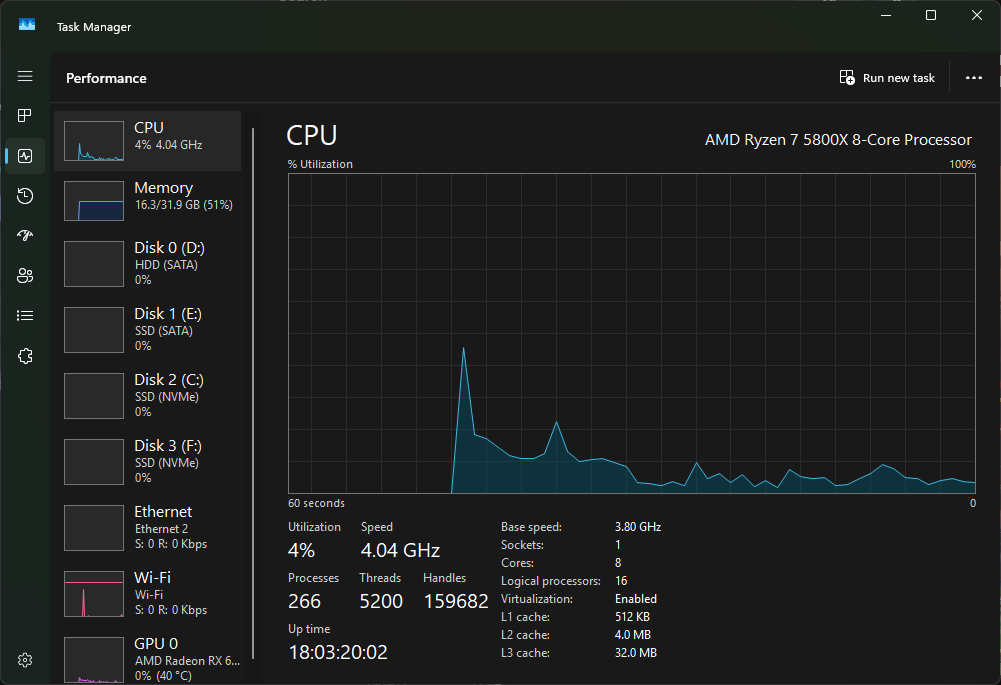 Task Manager
Performance
Run new task
CPU
4% 4.04 GHz
Memory
16.3/31.9 GB (51%)
Disk 0 (D:)
HDD (SATA)
0%
Disk 1 (E:)
SSD (SATA)
0%
Disk 2 (C:)
SSD (NVMe)
0%
Disk 3 (F:)
SSD (NVMe)
0%
Ethernet
Ethernet 2
S: 0 R: 0 Kbps
Wi-Fi
Wi-Fi
S: 0 R: 0 Kbps
GPU 0
AMD Radeon RX 6...
0% (40 °C)
CPU
AMD Ryzen 7 5800X 8-Core Processor
% Utilization 100%
60 seconds 0
Utilization Speed
4% 4.04 GHz
Processes Threads Handles
266 5200 159682
Up time
18:03:20:02
Base speed: 3.80 GHz
Sockets: 1
Cores: 8
Logical processors: 16
Virtualization: Enabled
L1 cache: 512 KB
L2 cache: 4.0 MB
L3 cache: 32.0 MB